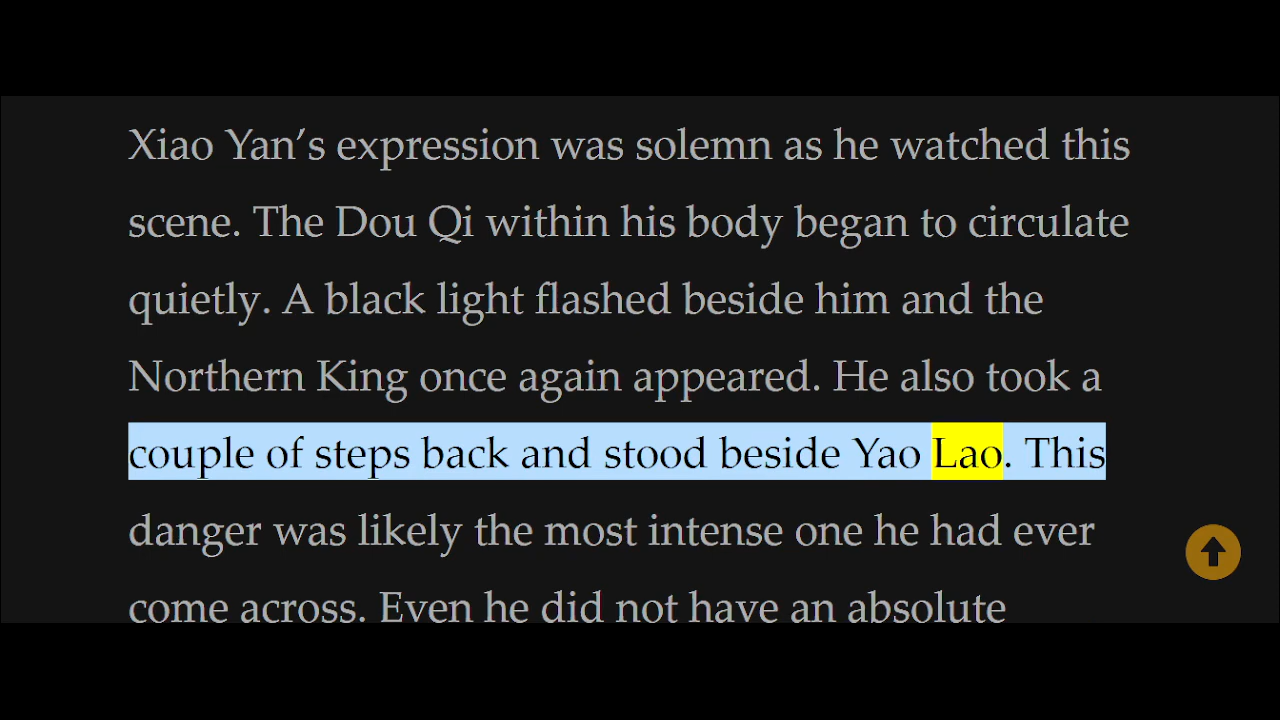 Xiao Yan’s expression was solemn as he watched this
scene. The Dou Qi within his body began to circulate
quietly. A black light flashed beside him and the
Northern King once again appeared. He also took a
couple of steps back and stood beside Yao Lao. This
danger was likely the most intense one he had ever
come across. Even he did not have an absolute